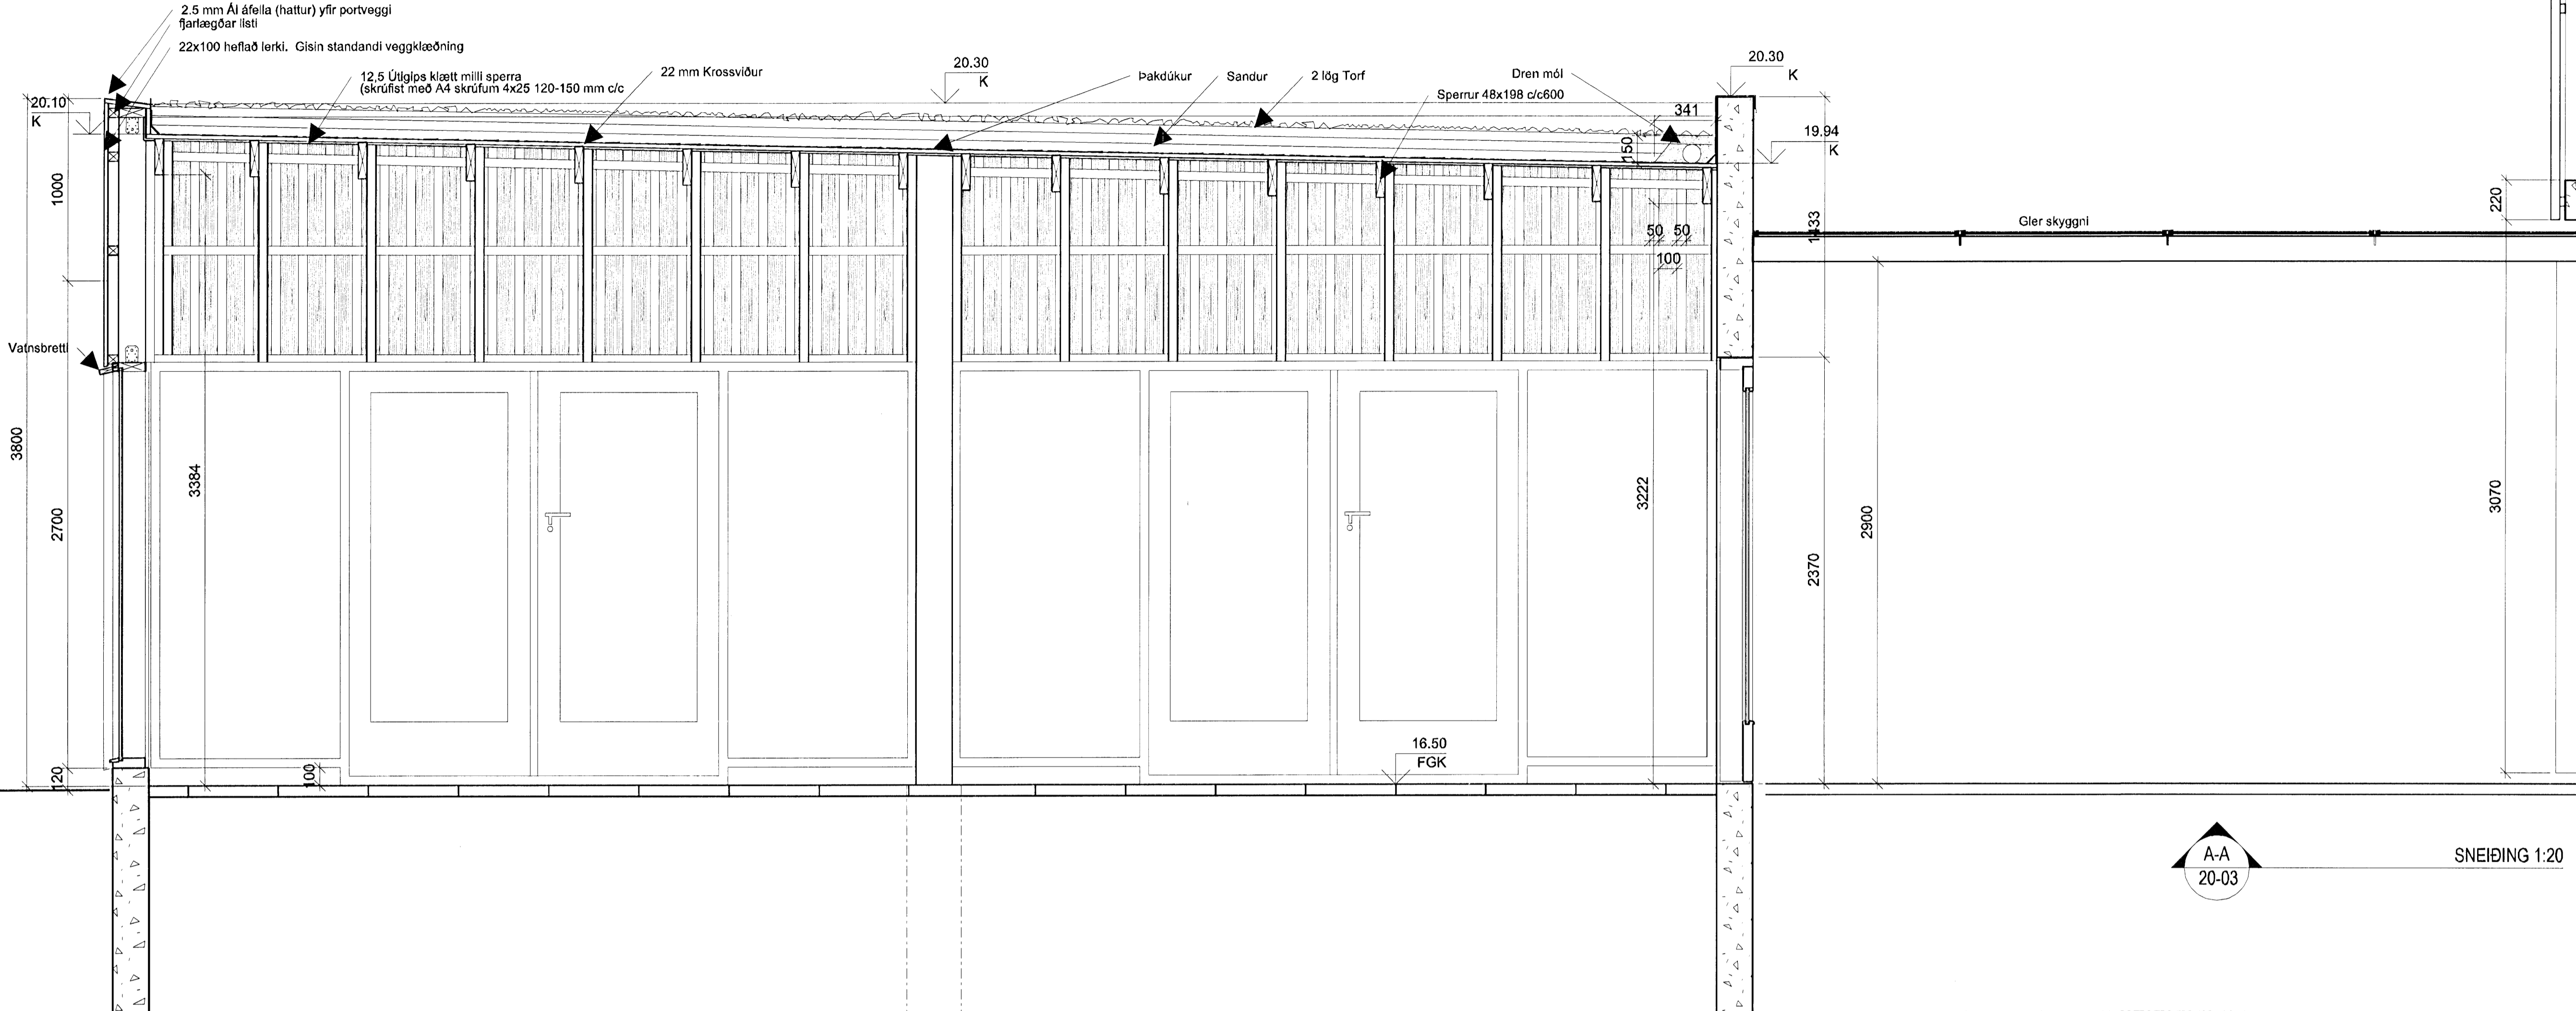 2.5 mm Ál áfella (hattur) yfir portveggi
fjarlægðar listi
22x100 heflað lerki.  Gisin standandi veggklæðning
12,5 Útigips klætt milli sperra
(skrúfist með A4 skrúfum 4x25 120-150 mm c/c
22 mm Krossviður
20.30
K
Þakdúkur
Sandur
2 lög Torf
Dren möl
Sperrur 48x198 c/c600
20.30
K
20.10
K
341
19.94
K
150
1000
220
1433
Gler skyggni
50
50
100
Vatnsbretti
3800
3384
2700
3222
2900
3070
2370
120
100
16.50
FGK
A-A
20-03
SNEIÐING 1:20